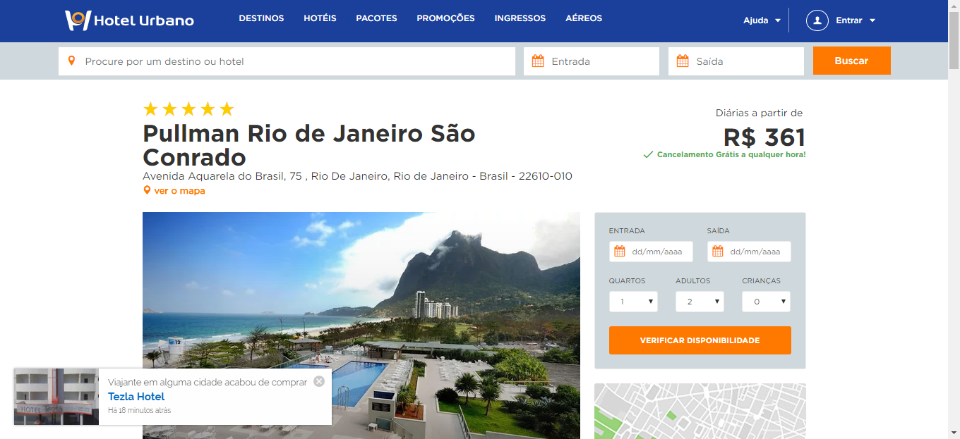 Hotel Urbano
DESTINOS HOTÉIS PACOTES PROMOÇÕES INGRESSOS AÉREOS
Ajuda Entrar
Procure por um destino ou hotel Entrada Saída Buscar
Pullman Rio de Janeiro São
Conrado
Avenida Aquarela do Brasil, 75 , Rio De Janeiro, Rio de Janeiro - Brasil - 22610-010
ver o mapa
Diárias a partir de
R$ 361
Cancelamento Grátis a qualquer hora!
ENTRADA SAÍDA
dd/mm/aaaa dd/mm/aaaa
QUARTOS ADULTOS CRIANÇAS
1 2 0
VERIFICAR DISPONIBILIDADE
Viajante em alguma cidade acabou de comprar
Tezla Hotel
Há 18 minutos atrás